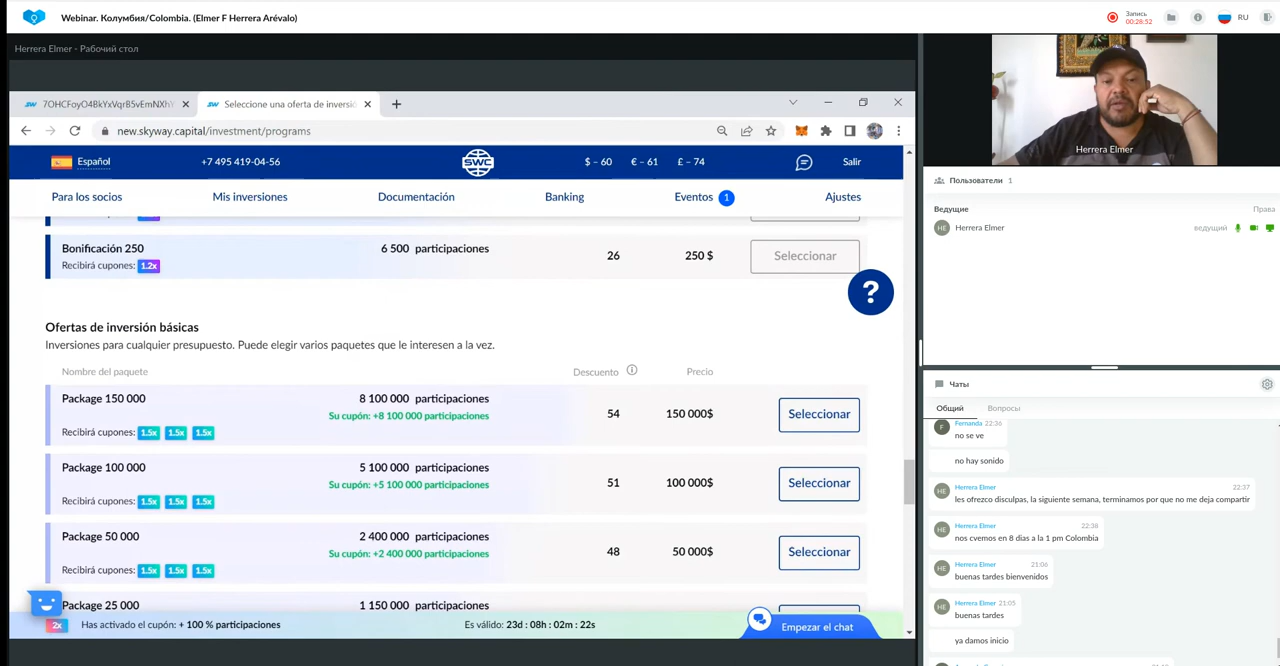 Webinar. Колумбия/Colombia. (Elmer F Herrera Arévalo)
Запись
00:28:52
RU
Herrera Elmer - Рабочий стол
7OHCFoyO4BkYxVqrB5vEmNXhY
Seleccione una oferta de inversió
new.skyway.capital/investment/programs
Español
+7 495 419-04-56
SWC
$ – 60
€ – 61
£ – 74
Salir
Para los socios
Mis inversiones
Documentación
Banking
Eventos 1
Ajustes
Bonificación 250
6 500 participaciones
26
250 $
Seleccionar
Recibirá cupones: 1.2x
?
Ofertas de inversión básicas
Inversiones para cualquier presupuesto. Puede elegir varios paquetes que le interesen a la vez.
Nombre del paquete
Descuento
Precio
Package 150 000
8 100 000 participaciones
Su cupón: +8 100 000 participaciones
54
150 000$
Seleccionar
Recibirá cupones: 1.5x 1.5x 1.5x
Package 100 000
5 100 000 participaciones
Su cupón: +5 100 000 participaciones
51
100 000$
Seleccionar
Recibirá cupones: 1.5x 1.5x 1.5x
Package 50 000
2 400 000 participaciones
Su cupón: +2 400 000 participaciones
48
50 000$
Seleccionar
Recibirá cupones: 1.5x 1.5x 1.5x
Package 25 000
1 150 000 participaciones
2x
Has activado el cupón: + 100 % participaciones
Es válido: 23d : 08h : 02m : 22s
Empezar el chat
Herrera Elmer
Пользователи 1
Ведущие
Права
HE
Herrera Elmer
ведущий
Чаты
Общий
Вопросы
F
Fernanda 22:36
no se ve
no hay sonido
HE
Herrera Elmer 22:37
les ofrezco disculpas, la siguiente semana, terminamos por que no me deja compartir
HE
Herrera Elmer 22:38
nos cvemos en 8 dias a la 1 pm Colombia
HE
Herrera Elmer 21:06
buenas tardes bienvenidos
HE
Herrera Elmer 21:05
buenas tardes
ya damos inicio